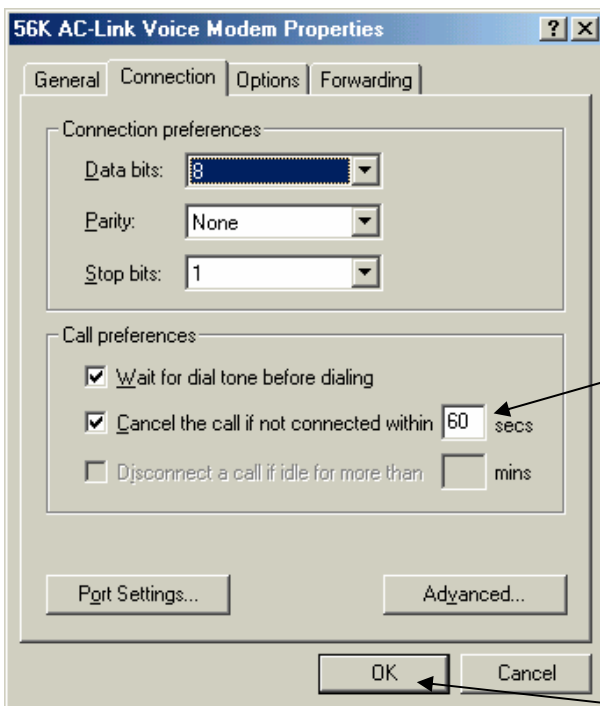 56K AC-Link Voice Modem Properties
General Connection Options Forwarding
Connection preferences
Data bits: 8
Parity: None
Stop bits: 1
Call preferences
Wait for dial tone before dialing
Cancel the call if not connected within 60 secs
Disconnect a call if idle for more than mins
Port Settings... Advanced...
OK Cancel